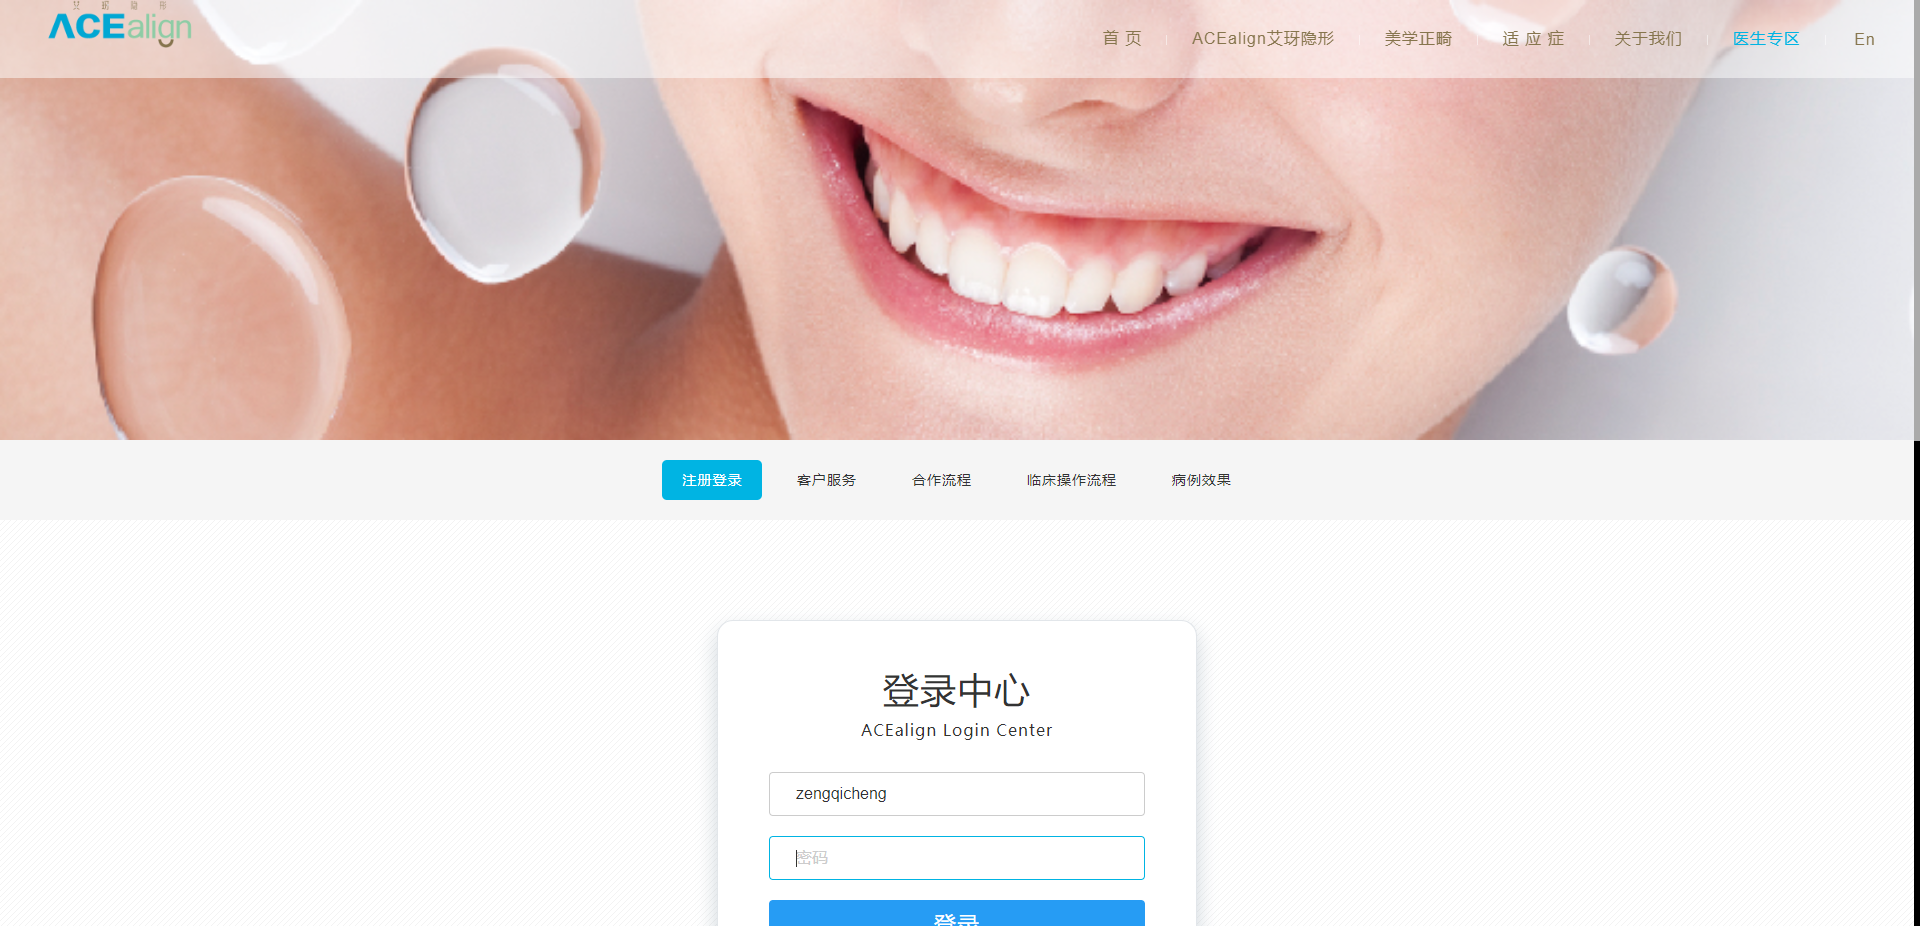 艾 玡 隐 形
ACEalign
首 页
ACEalign艾玡隐形
美学正畸
适 应 症
关于我们
医生专区
En
注册登录
客户服务
合作流程
临床操作流程
病例效果
登录中心
ACEalign Login Center
zengqicheng
密码
登录